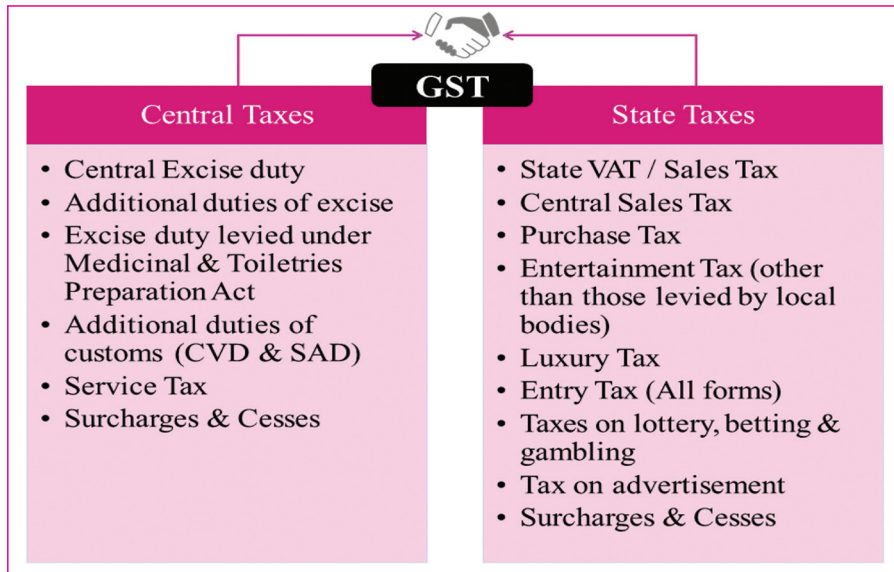 GST
Central Taxes
• Central Excise duty
• Additional duties of excise
• Excise duty levied under
Medicinal & Toiletries
Preparation Act
• Additional duties of
customs (CVD & SAD)
• Service Tax
• Surcharges & Cesses
State Taxes
• State VAT / Sales Tax
• Central Sales Tax
• Purchase Tax
• Entertainment Tax (other
than those levied by local
bodies)
• Luxury Tax
• Entry Tax (All forms)
• Taxes on lottery, betting &
gambling
• Tax on advertisement
• Surcharges & Cesses